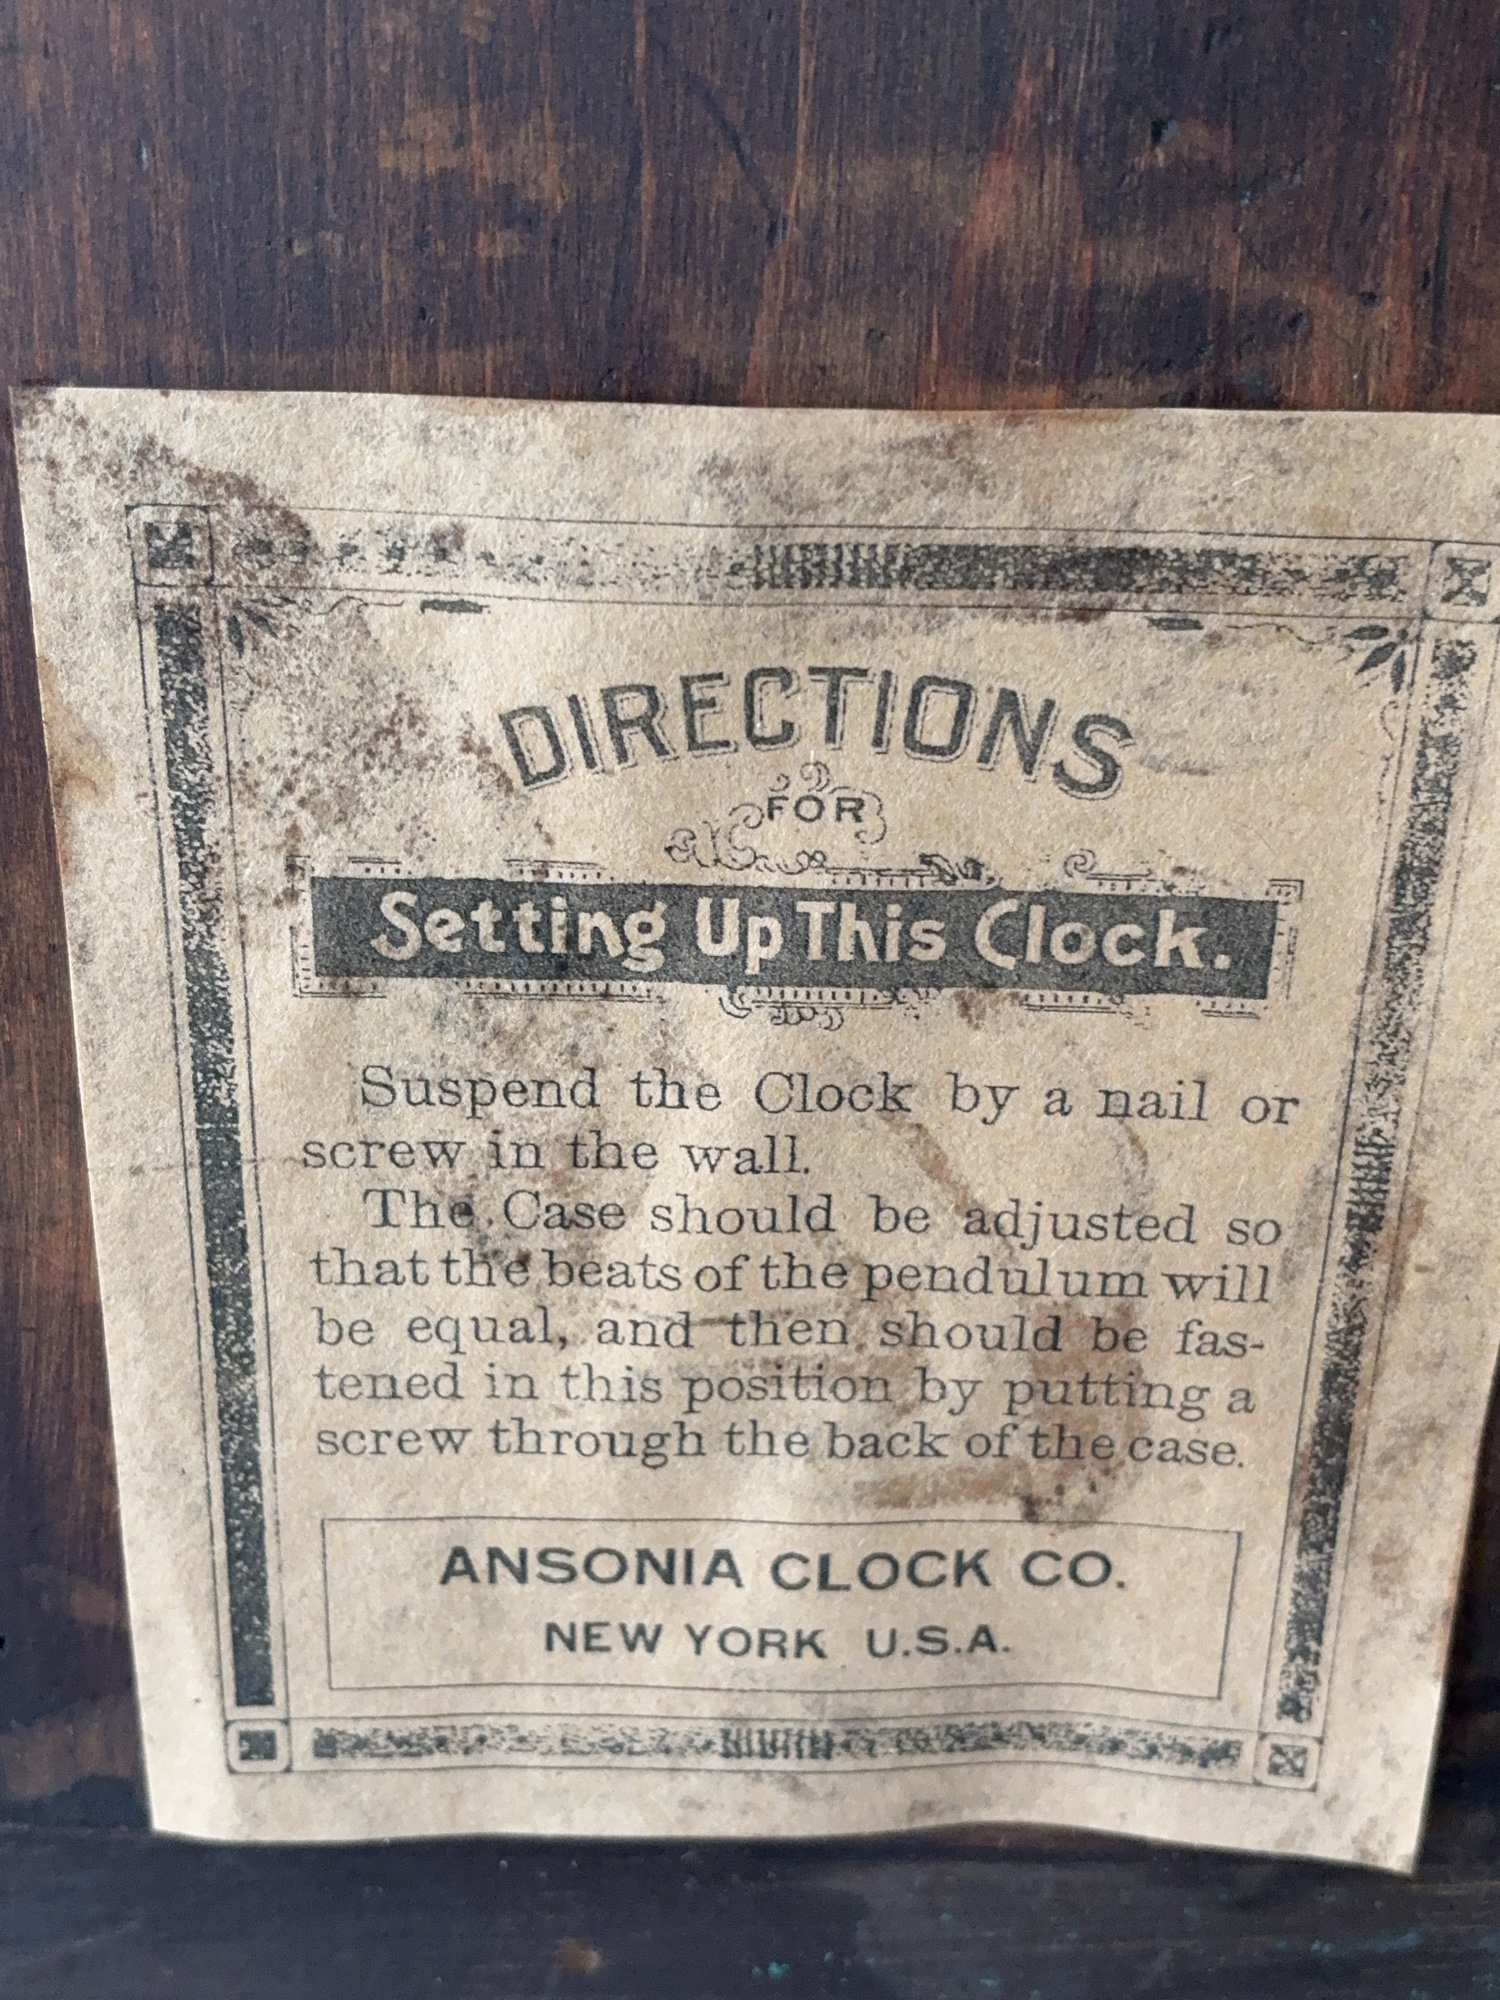 DIRECTIONS
FOR
Setting Up This Clock.
Suspend the Clock by a nail or
screw in the wall.
The Case should be adjusted so
that the beats of the pendulum will
be equal, and then should be fas-
tened in this position by putting a
screw through the back of the case.
ANSONIA CLOCK CO.
NEW YORK U.S.A.